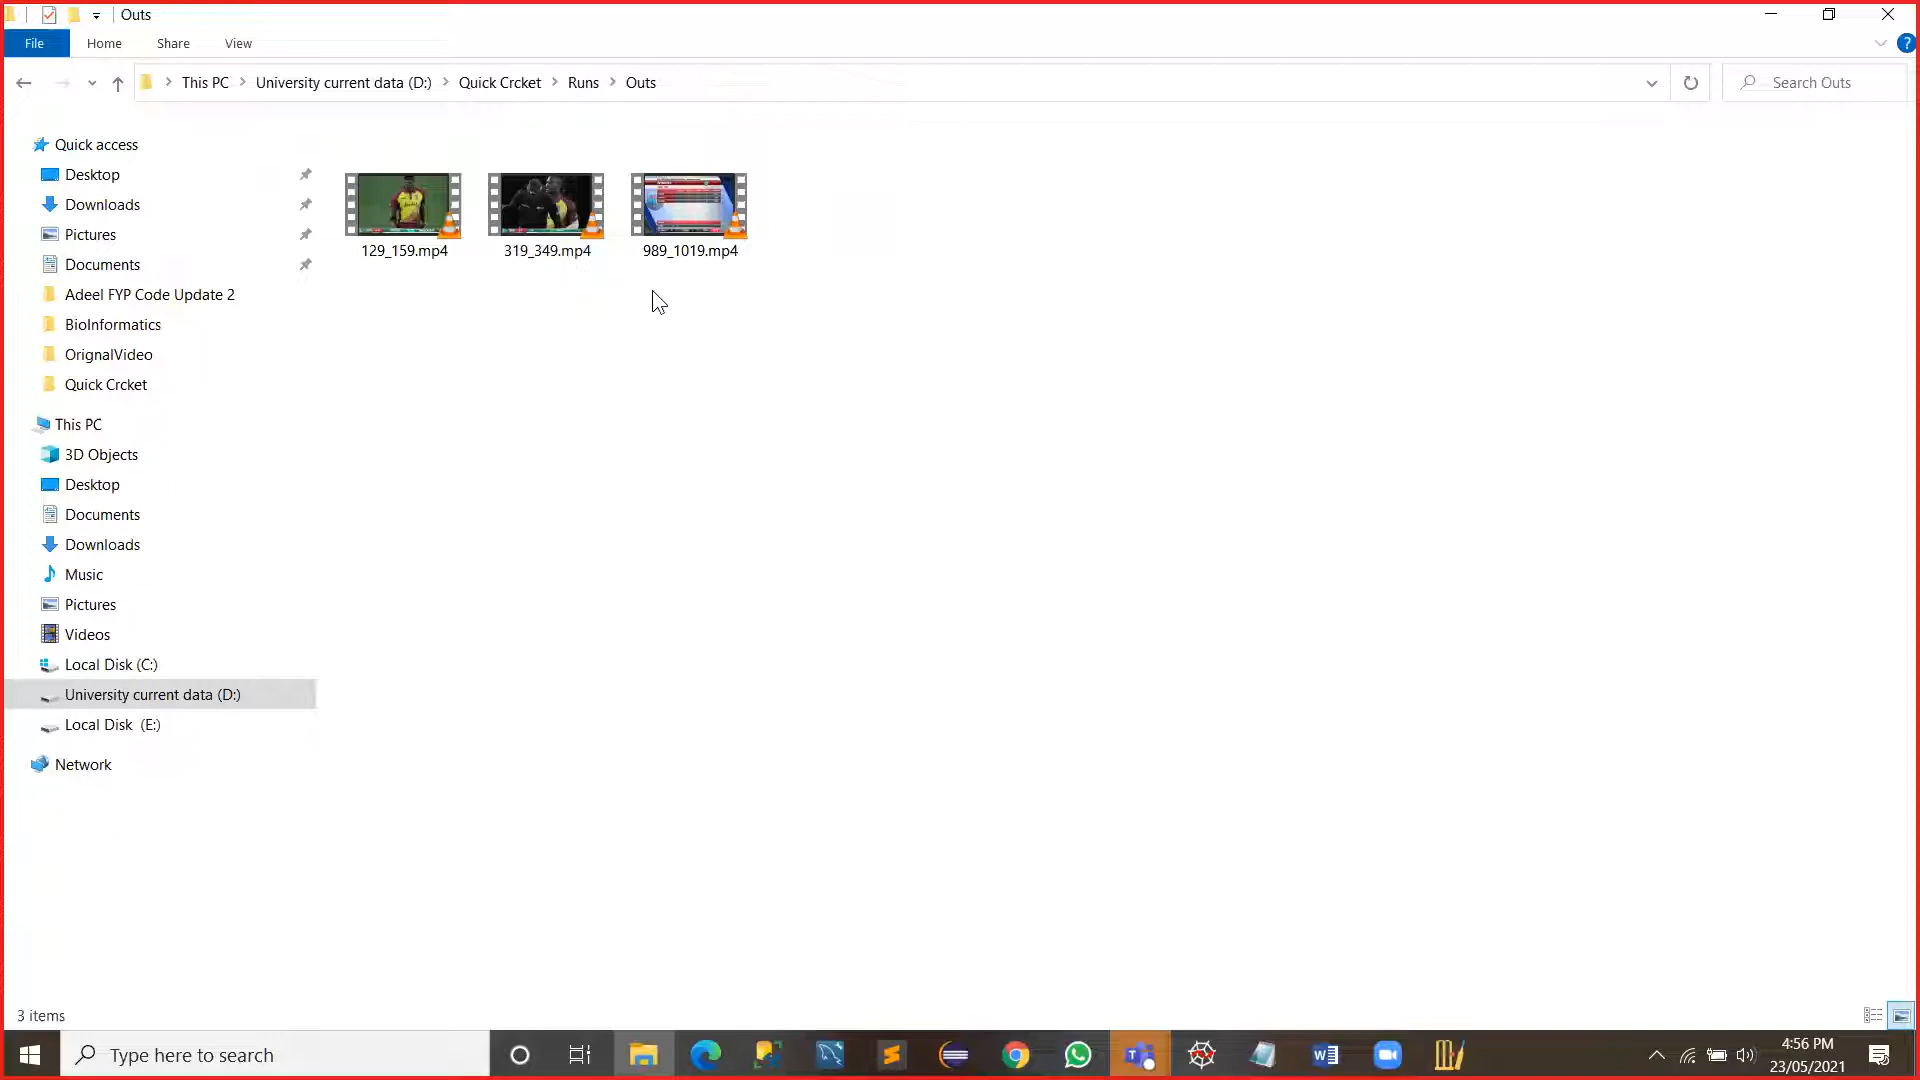 Outs
File Home Share View
This PC University current data (D:) Quick Crcket Runs Outs
Search Outs
Quick access
Desktop
Downloads
Pictures
Documents
Adeel FYP Code Update 2
BioInformatics
OrignalVideo
Quick Crcket
This PC
3D Objects
Desktop
Documents
Downloads
Music
Pictures
Videos
Local Disk (C:)
University current data (D:)
Local Disk (E:)
Network
129_159.mp4 319_349.mp4 989_1019.mp4
3 items
Type here to search
4:56 PM
23/05/2021